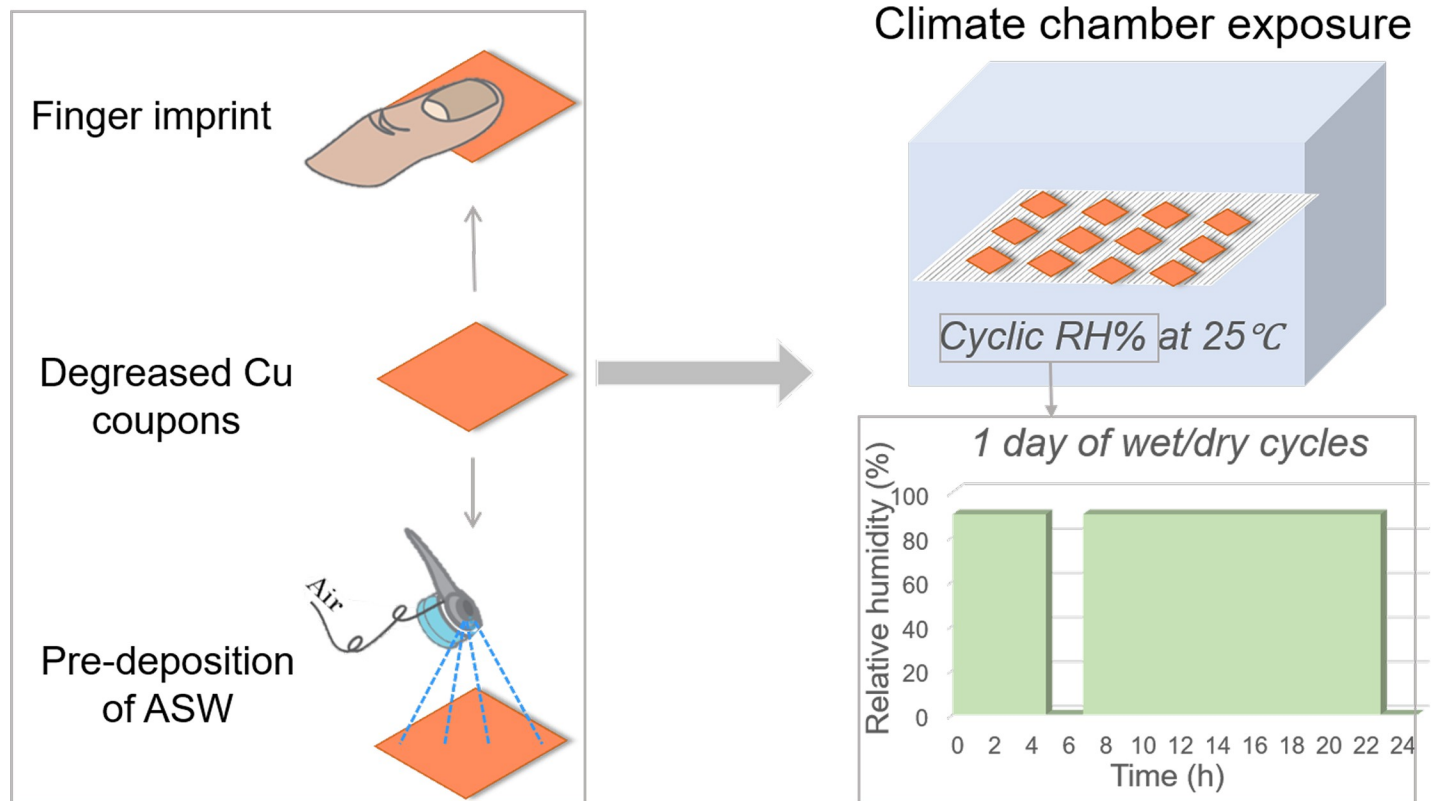 Finger imprint
Degreased Cu
coupons
Air
Pre-deposition
of ASW
Climate chamber exposure
Cyclic RH% at 25℃
1 day of wet/dry cycles
Relative humidity (%)
100
80
60
40
20
0
0 2 4 6 8 10 12 14 16 18 20 22 24
Time (h)